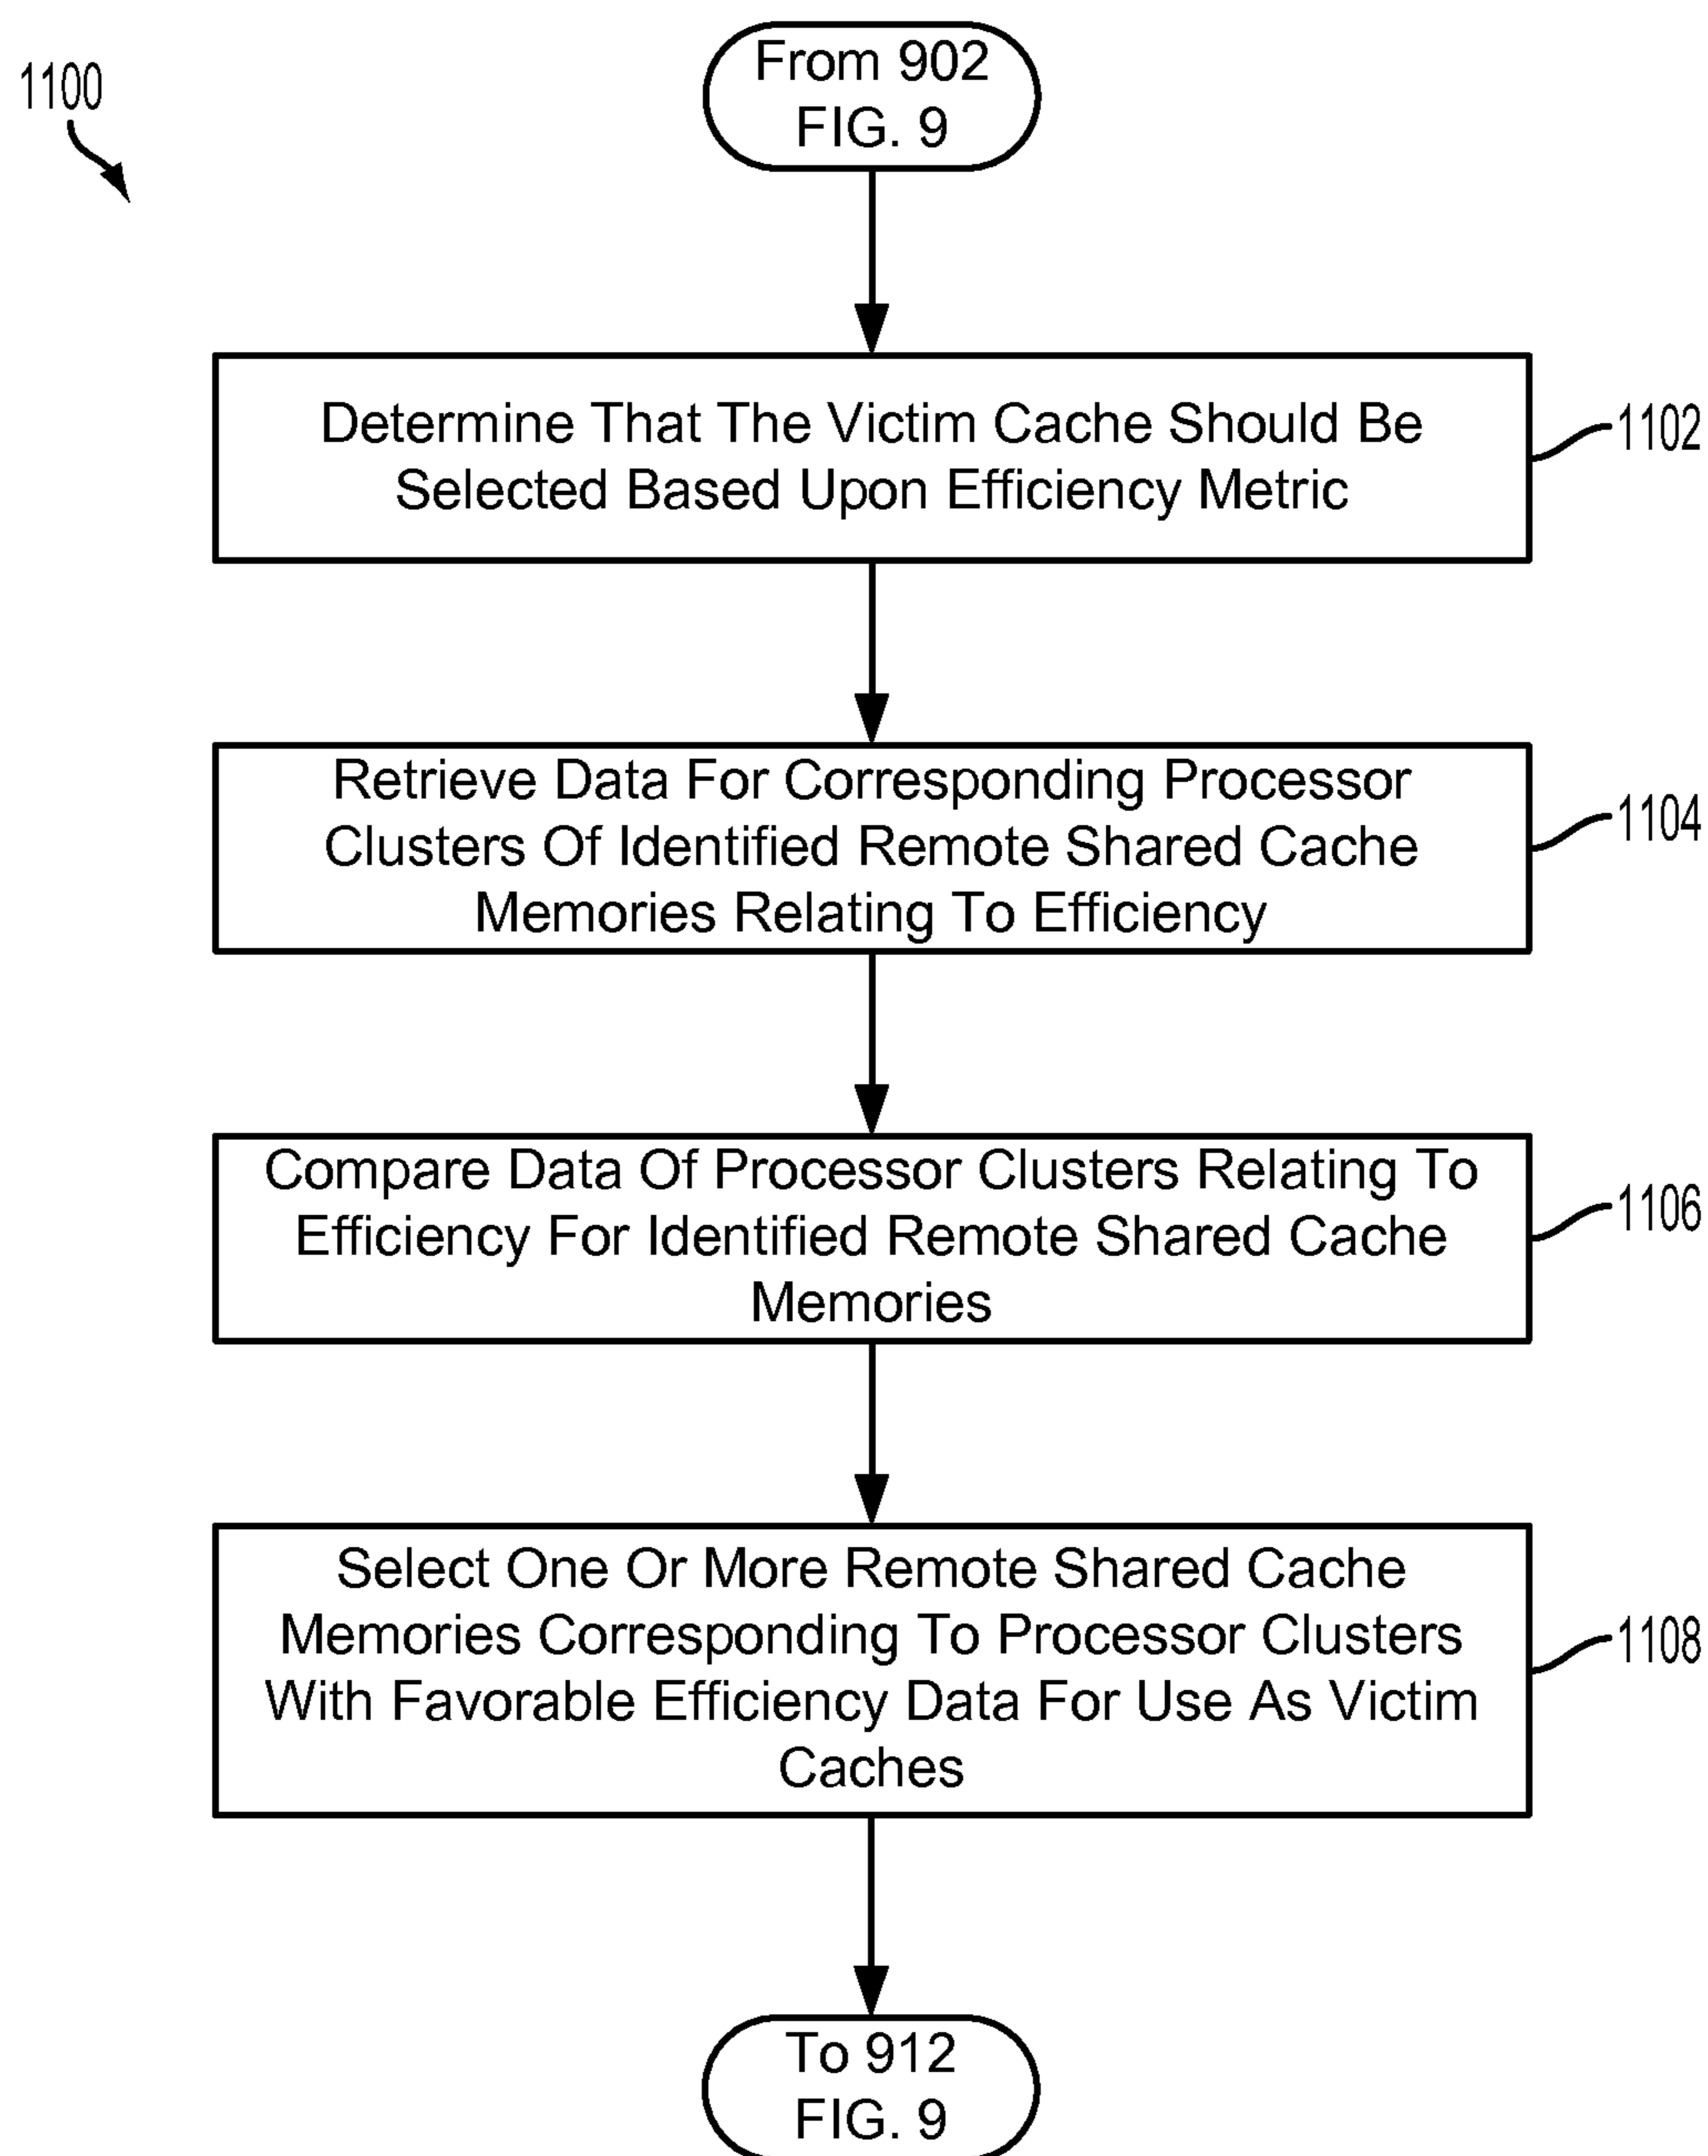 1100
From 902
FIG. 9
Determine That The Victim Cache Should Be
Selected Based Upon Efficiency Metric
1102
Retrieve Data For Corresponding Processor
Clusters Of Identified Remote Shared Cache
Memories Relating To Efficiency
1104
Compare Data Of Processor Clusters Relating To
Efficiency For Identified Remote Shared Cache
Memories
1106
Select One Or More Remote Shared Cache
Memories Corresponding To Processor Clusters
With Favorable Efficiency Data For Use As Victim
Caches
1108
To 912
FIG. 9